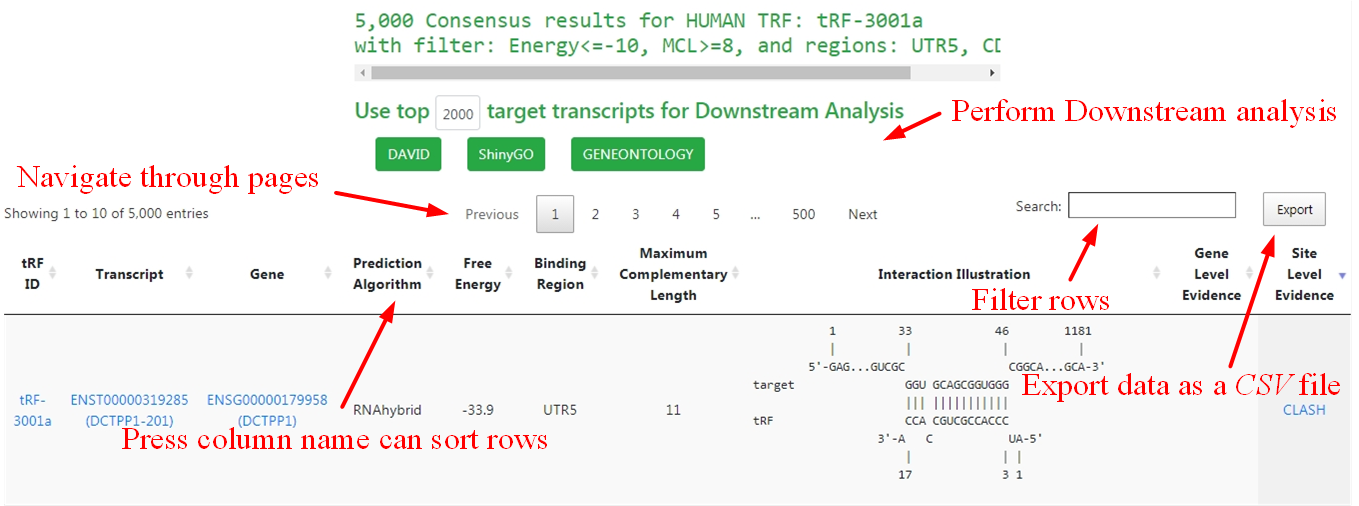 5,000 Consensus results for HUMAN TRF: tRF-3001a
with filter: Energy<=-10, MCL>=8, and regions: UTR5, CD
Use top 2000 target transcripts for Downstream Analysis
Perform Downstream analysis
DAVID ShinyGO GENEONTOLOGY
Navigate through pages
Showing 1 to 10 of 5,000 entries Previous 1 2 3 4 5 ... 500 Next Search: Export
tRF ID Transcript Gene Prediction Algorithm Free Energy Binding Region Maximum Complementary Length Interaction Illustration Gene Level Evidence Site Level Evidence
Filter rows
1 33 46 1181
| | | |
5'-GAG...GUCGC CGGCA...GCA-3'
Export data as a CSV file
target GGU GCAGCGGUGGG
||| |||||||||||
tRF CCA CGUCGCCACCC
3'-A C UA-5'
| | |
17 3 1
tRF-3001a ENST00000319285 (DCTPP1-201) ENSG00000179958 (DCTPP1) RNAhybrid -33.9 UTR5 11 CLASH
Press column name can sort rows